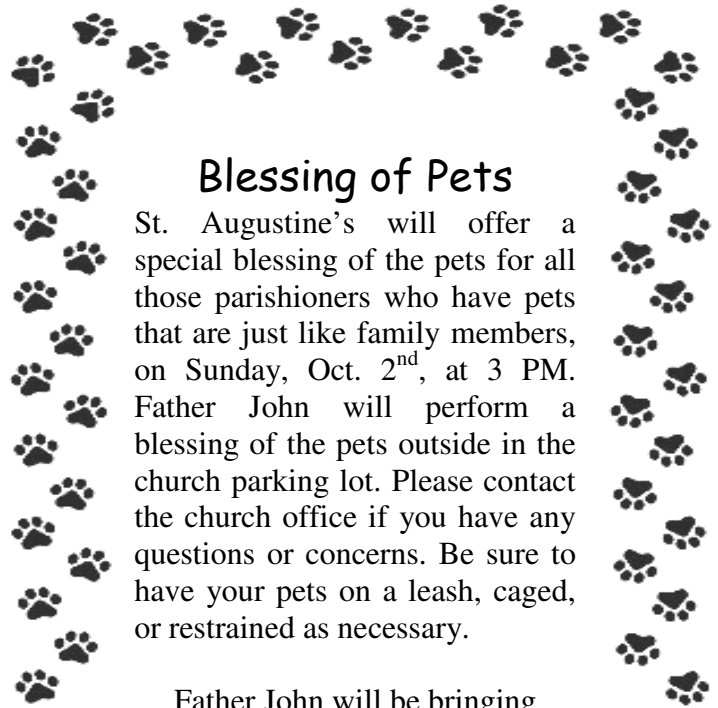 Blessing of Pets
St. Augustine’s will offer a
special blessing of the pets for all
those parishioners who have pets
that are just like family members,
on Sunday, Oct. 2nd, at 3 PM.
Father John will perform a
blessing of the pets outside in the
church parking lot. Please contact
the church office if you have any
questions or concerns. Be sure to
have your pets on a leash, caged,
or restrained as necessary.
Father John will be bringing